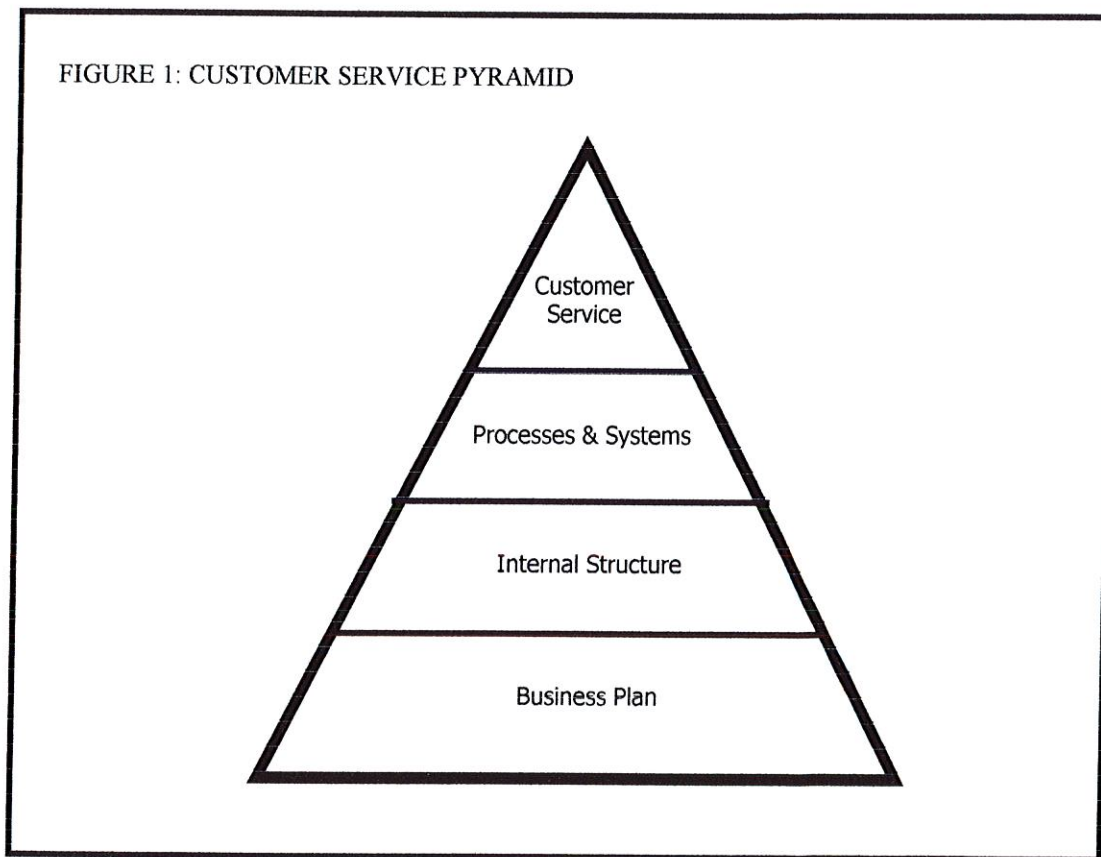 FIGURE 1: CUSTOMER SERVICE PYRAMID
Customer
Service
Processes & Systems
Internal Structure
Business Plan